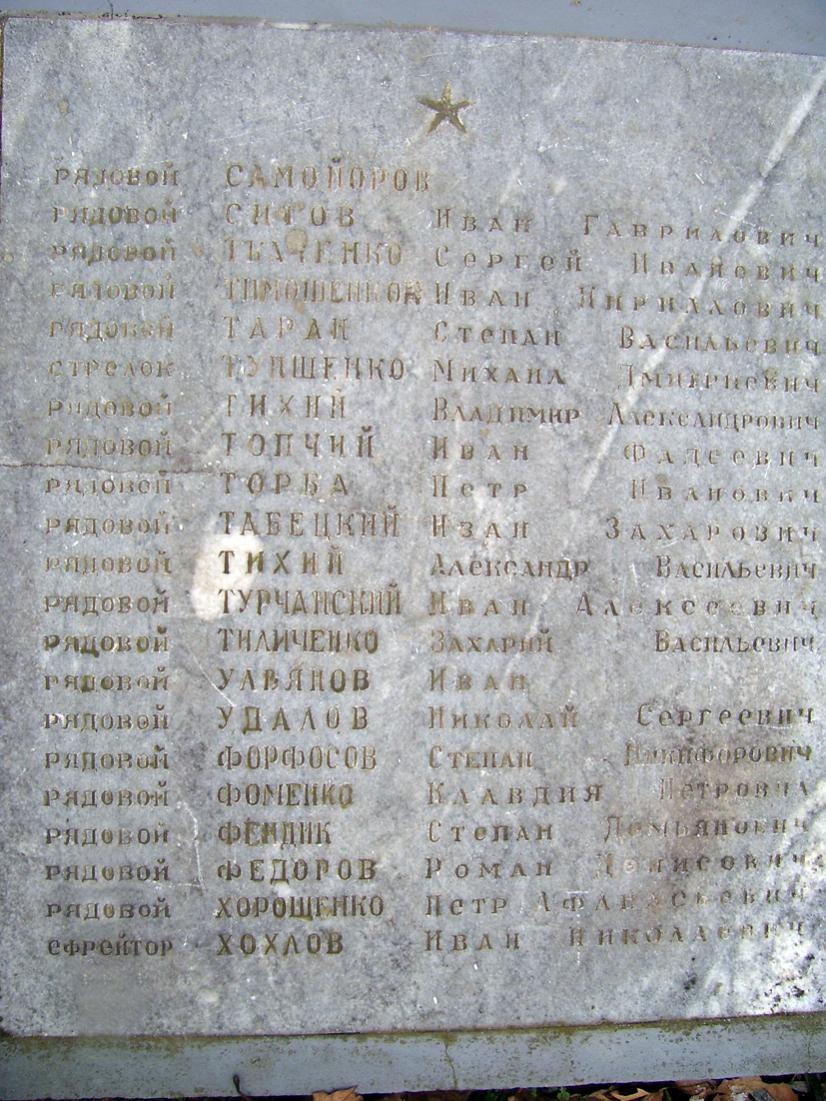 РЯДОВОЙ САМОЙОРОВ
РЯДОВОЙ СИТОВ ИВАН ГАВРИЛОВИЧ
РЯДОВОЙ ТКАЧЕНКО СЕРГЕЙ ИВАНОВИЧ
РЯДОВОЙ ТИМОШЕНКОК ИВАН КИРИЛЛОВИЧ
РЯДОВОЙ ТАРАН СТЕПАН ВАСИЛЬЕВИЧ
СТРЕЛОК МИХАИЛ
РЯДОВОЙ ТИХИЙ ВЛАДИМИР АЛЕКСАНДРОВИЧ
РЯДОВОЙ ТОПЧИЙ ИВАН ФАДЕЕВИЧ
РЯДОВОЙ ТОРБА ПЕТР ИВАНОВИЧ
РЯДОВОЙ ТАБЕЦКИЙ ИВАН ЗАХАРОВИЧ
РЯДОВОЙ ТИХИЙ АЛЕКСАНДР ВАСИЛЬЕВИЧ
РЯДОВОЙ ТУРЧАНСКИЙ ИВАН АЛЕКСЕЕВИЧ
РЯДОВОЙ ТИЛИЧЕНКО ЗАХАРИЙ ВАСИЛЬЕВИЧ
РЯДОВОЙ УЛЬЯНОВ ИВАН
РЯДОВОЙ УДАЛОВ НИКОЛАЙ СЕРГЕЕВИЧ
РЯДОВОЙ ФОРФОСОВ СТЕПАН НИКИФОРОВИЧ
РЯДОВОЙ ФОМЕНКО КЛАВДИЯ ПЕТРОВНА
РЯДОВОЙ ФЕНДИК СТЕПАН ДЕМЬЯНОВИЧ
РЯДОВОЙ ФЕДОРОВ РОМАН ДЕНИСОВИЧ
РЯДОВОЙ ХОРОЩЕНКО ПЕТР АФАНАСЬЕВИЧ
ЕФРЕЙТОР ХОХЛОВ ИВАН НИКОЛАЕВИЧ